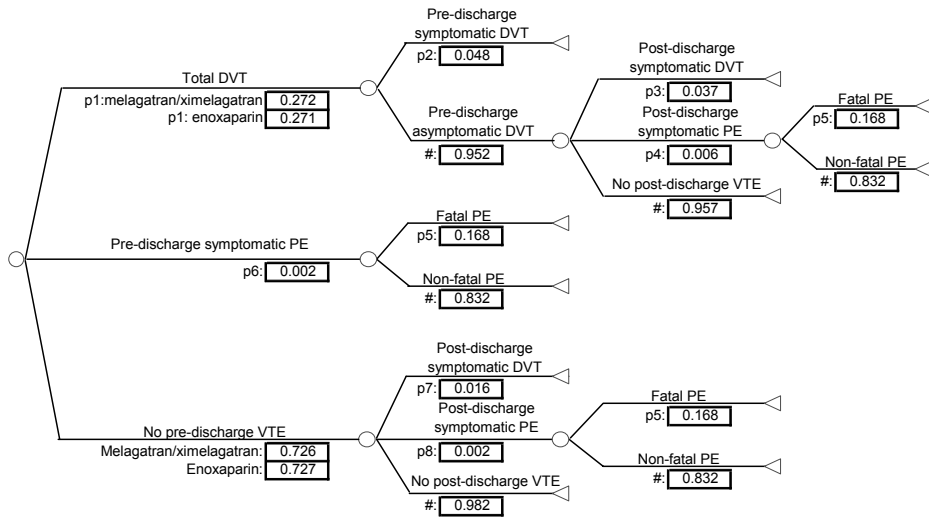 Pre-discharge
symptomatic DVT
p2: 0.048
Total DVT
p1:melagatran/ximelagatran 0.272
p1: enoxaparin 0.271
Pre-discharge
asymptomatic DVT
#: 0.952
Post-discharge
symptomatic DVT
p3: 0.037
Post-discharge
symptomatic PE
p4: 0.006
No post-discharge VTE
#: 0.957
Fatal PE
p5: 0.168
Non-fatal PE
#: 0.832
Pre-discharge symptomatic PE
p6: 0.002
Fatal PE
p5: 0.168
Non-fatal PE
#: 0.832
No pre-discharge VTE
Melagatran/ximelagatran: 0.726
Enoxaparin: 0.727
Post-discharge
symptomatic DVT
p7: 0.016
Post-discharge
symptomatic PE
p8: 0.002
No post-discharge VTE
#: 0.982
Fatal PE
p5: 0.168
Non-fatal PE
#: 0.832